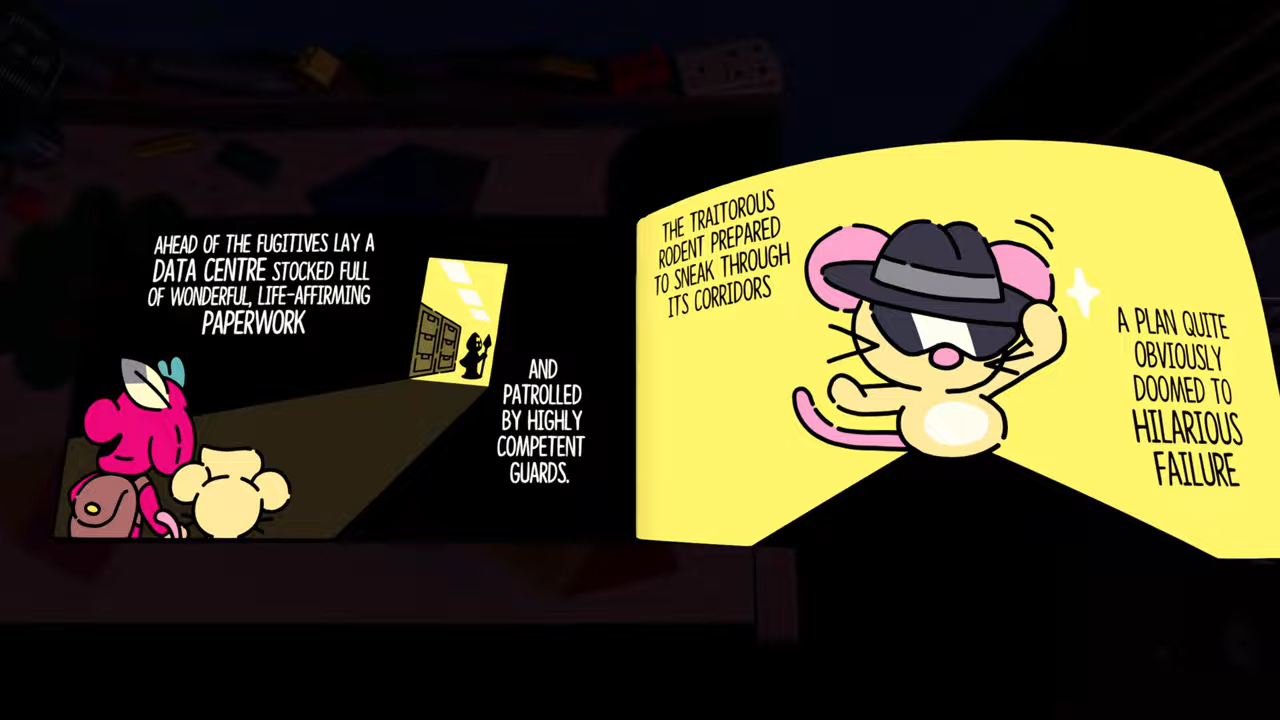 AHEAD OF THE FUGITIVES LAY A
DATA CENTRE STOCKED FULL
OF WONDERFUL, LIFE-AFFIRMING
PAPERWORK
AND
PATROLLED
BY HIGHLY
COMPETENT
GUARDS.
THE TRAITOROUS
RODENT PREPARED
TO SNEAK THROUGH
ITS CORRIDORS
A PLAN QUITE
OBVIOUSLY
DOOMED TO
HILARIOUS
FAILURE